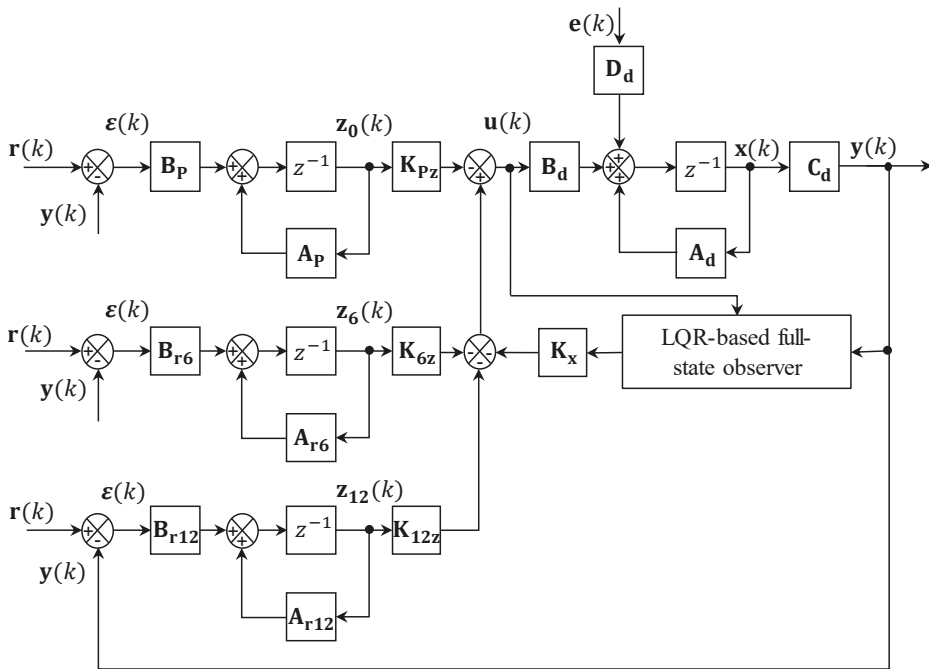 e(k)
D_d
r(k)
+
-
ε(k)
B_P
+
+
z⁻¹
z_0(k)
K_Pz
-
+
u(k)
B_d
+
+
+
z⁻¹
x(k)
C_d
y(k)
y(k)
A_P
A_d
r(k)
+
-
ε(k)
B_r6
+
+
z⁻¹
z_6(k)
K_6z
-
-
-
K_x
LQR-based full-
state observer
y(k)
A_r6
r(k)
+
-
ε(k)
B_r12
+
+
z⁻¹
z_12(k)
K_12z
y(k)
A_r12